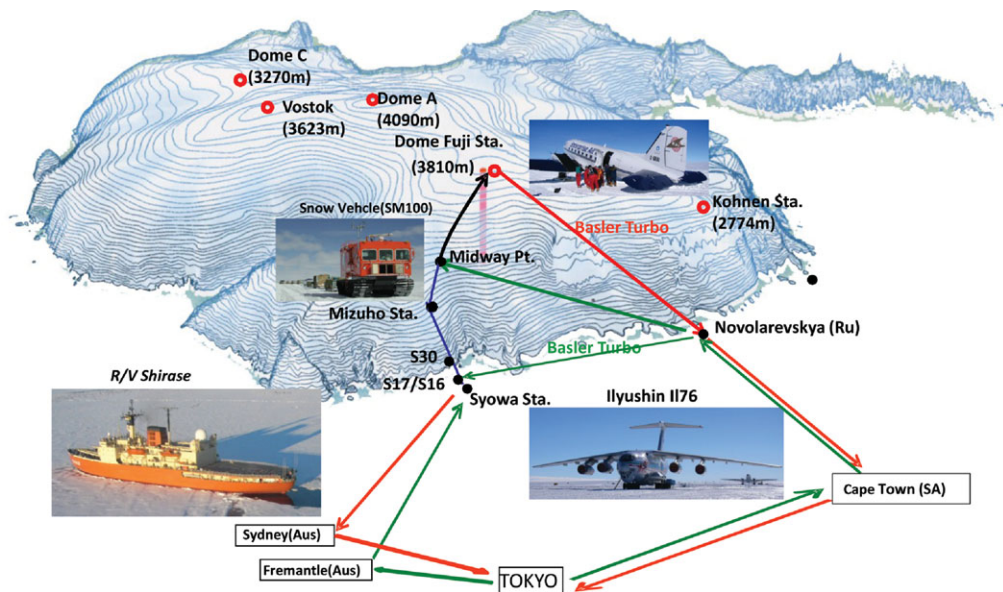 Dome C
(3270m)
Vostok
(3623m)
Dome A
(4090m)
Dome Fuji Sta.
(3810m)
Kohnen Sta.
(2774m)
Snow Vehcle(SM100)
Basler Turbo
Midway Pt.
Mizuho Sta.
Novolarevskya (Ru)
Basler Turbo
S30
R/V Shirase
S17/S16
Syowa Sta.
Ilyushin Il76
Cape Town (SA)
Sydney(Aus)
Fremantle(Aus)
TOKYO